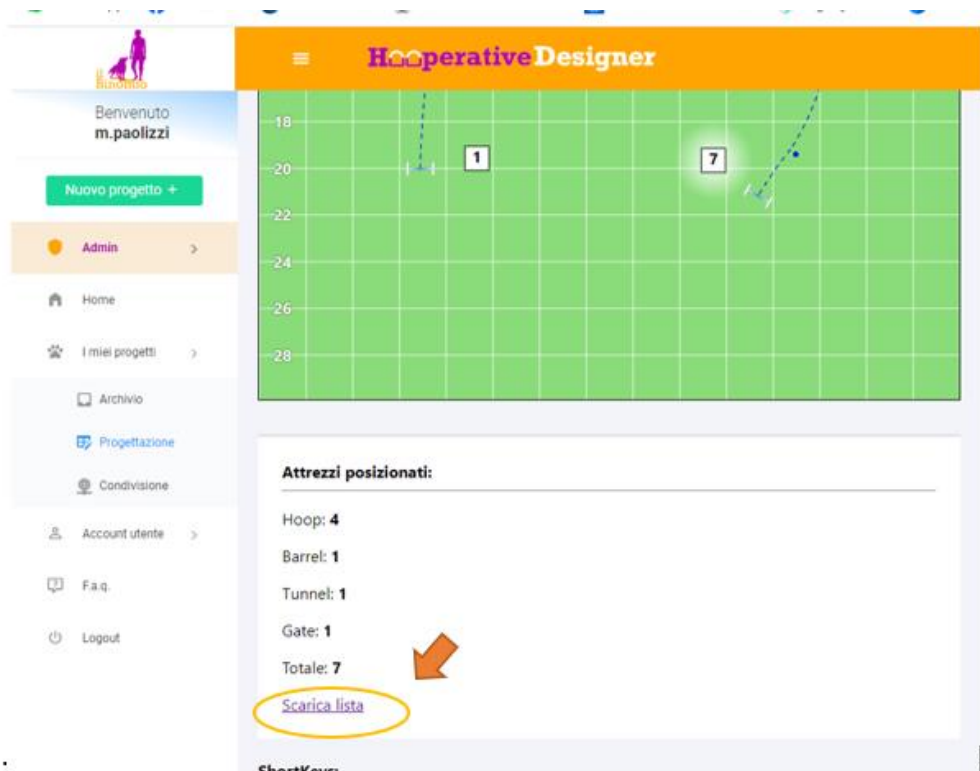 HooperativeDesigner
Benvenuto
m.paolizzi
Nuovo progetto +
Admin
Home
I miei progetti
Archivio
Progettazione
Condivisione
Account utente
F.a.q.
Logout
18
20
22
24
26
28
1
7
Attrezzi posizionati:
Hoop: 4
Barrel: 1
Tunnel: 1
Gate: 1
Totale: 7
Scarica lista
ShortKeys: